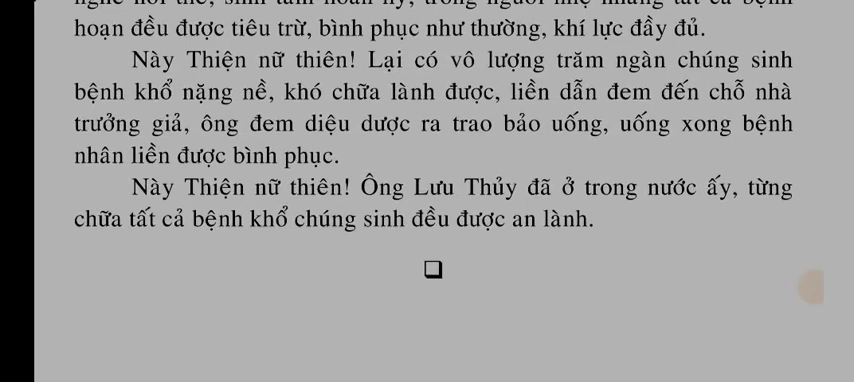 hoạn đều được tiêu trừ, bình phục như thường, khí lực đầy đủ.
Này Thiện nữ thiên! Lại có vô lượng trăm ngàn chúng sinh
bệnh khổ nặng nề, khó chữa lành được, liền dẫn đem đến chỗ nhà
trưởng giả, ông đem diệu dược ra trao bảo uống, uống xong bệnh
nhân liền được bình phục.
Này Thiện nữ thiên! Ông Lưu Thủy đã ở trong nước ấy, từng
chữa tất cả bệnh khổ chúng sinh đều được an lành.